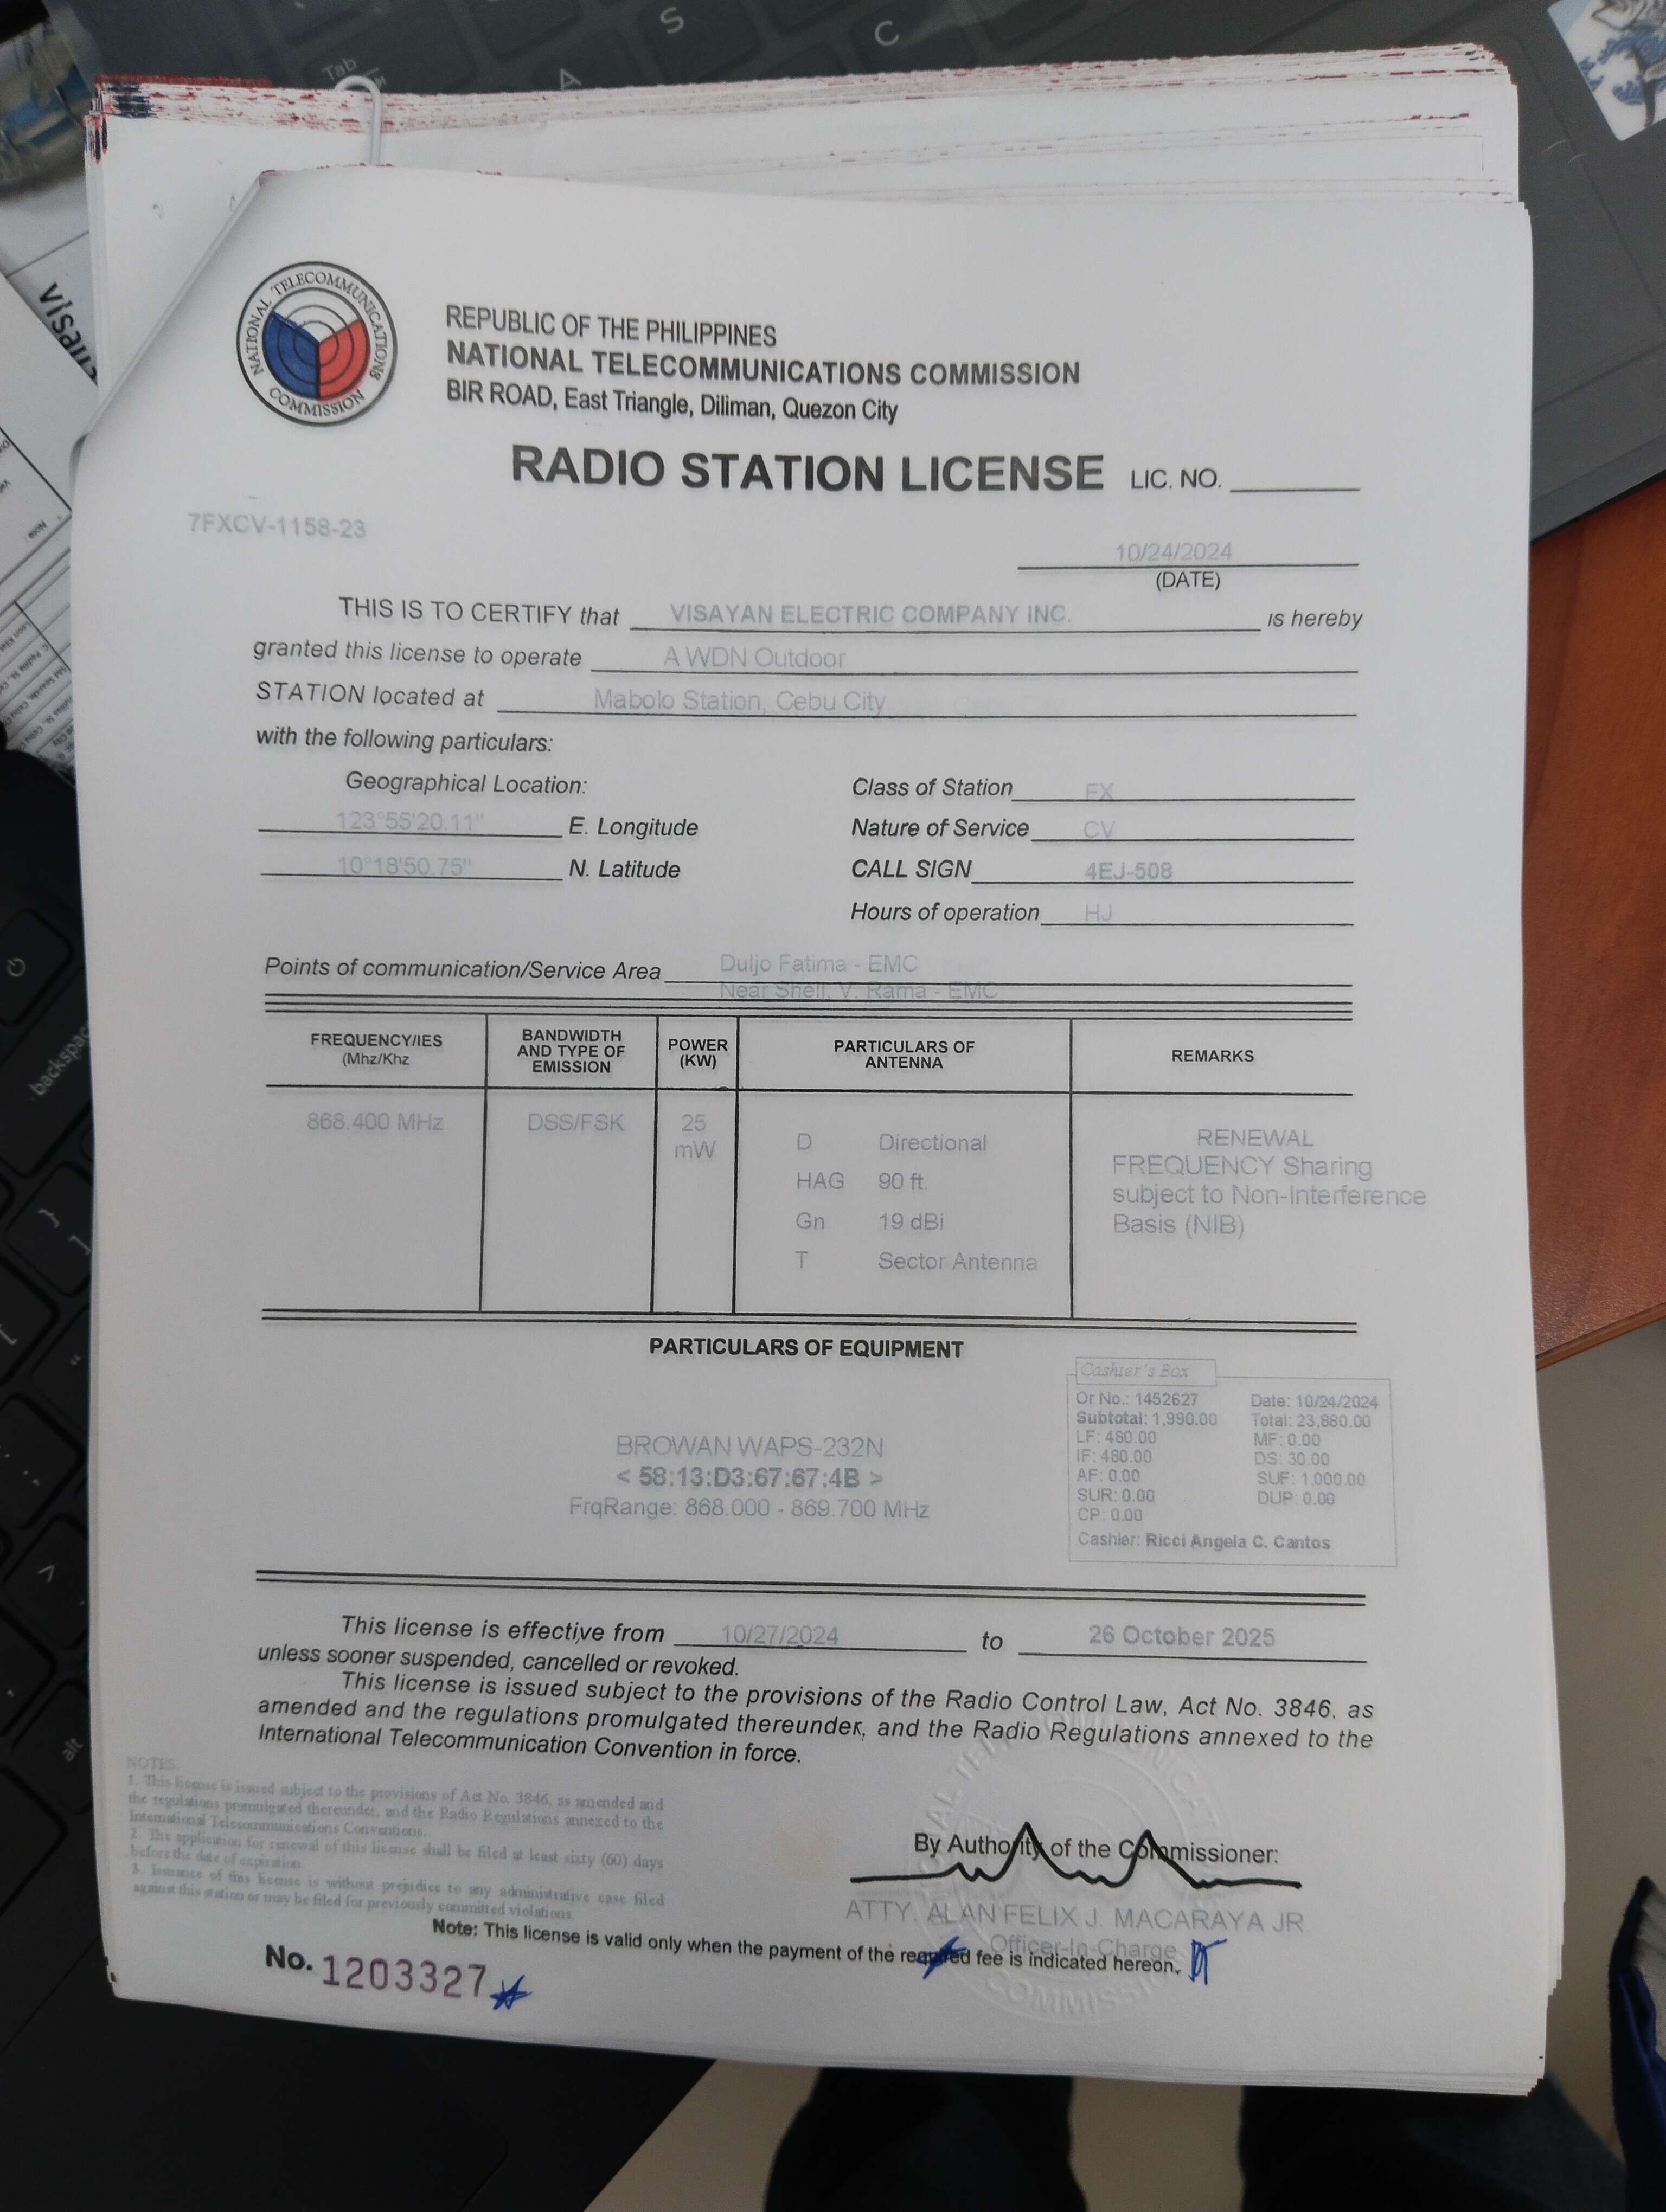 S
C
A
Tab
Visayan
NATIONAL TELECOMMUNICATIONS COMMISSION
REPUBLIC OF THE PHILIPPINES
NATIONAL TELECOMMUNICATIONS COMMISSION
BIR ROAD, East Triangle, Diliman, Quezon City
RADIO STATION LICENSE LIC. NO.
7FXCV-1158-23
10/24/2024
(DATE)
THIS IS TO CERTIFY that VISAYAN ELECTRIC COMPANY INC. is hereby
granted this license to operate A WDN Outdoor
STATION located at Mabolo Station, Cebu City
with the following particulars:
Geographical Location:
123°55'20.11" E. Longitude
10°18'50.75" N. Latitude
Class of Station FX
Nature of Service CV
CALL SIGN 4EJ-508
Hours of operation HJ
Points of communication/Service Area Duljo Fatima - EMC
Near Shell, V. Rama - EMC
FREQUENCY/IES
(Mhz/Khz
BANDWIDTH
AND TYPE OF
EMISSION
POWER
(KW)
PARTICULARS OF
ANTENNA
REMARKS
868.400 MHz
DSS/FSK
25
mW
D Directional
HAG 90 ft.
Gn 19 dBi
T Sector Antenna
RENEWAL
FREQUENCY Sharing
subject to Non-Interference
Basis (NIB)
PARTICULARS OF EQUIPMENT
BROWAN WAPS-232N
< 58:13:D3:67:67:4B >
FrqRange: 868.000 - 869.700 MHz
Cashier's Box
Or No.: 1452627 Date: 10/24/2024
Subtotal: 1,990.00 Total: 23,880.00
LF: 480.00 MF: 0.00
IF: 480.00 DS: 30.00
AF: 0.00 SUF: 1,000.00
SUR: 0.00 DUP: 0.00
CP: 0.00
Cashier: Ricci Angela C. Cantos
This license is effective from 10/27/2024 to 26 October 2025
unless sooner suspended, cancelled or revoked.
This license is issued subject to the provisions of the Radio Control Law, Act No. 3846, as
amended and the regulations promulgated thereunder, and the Radio Regulations annexed to the
International Telecommunication Convention in force.
NOTES:
1. This license is issued subject to the provisions of Act No. 3846, as amended and
the regulations promulgated thereunder, and the Radio Regulations annexed to the
International Telecommunications Conventions.
2. The application for renewal of this license shall be filed at least sixty (60) days
before the date of expiration.
3. Issuance of this license is without prejudice to any administrative case filed
against this station or may be filed for previously committed violations.
By Authority of the Commissioner:
ATTY. ALAN FELIX J. MACARAYA JR.
Officer-In-Charge
Note: This license is valid only when the payment of the required fee is indicated hereon.
No. 1203327
backspace
alt